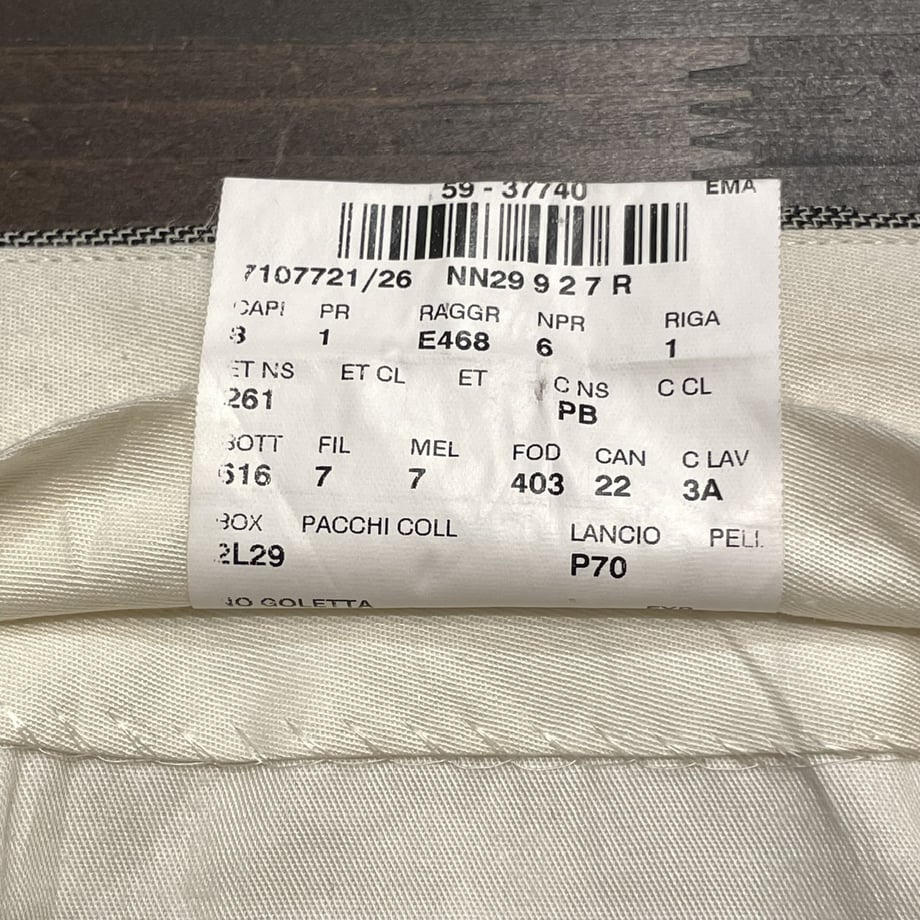 59 - 37740 EMA
7107721/26 NN29 9 2 7 R
CAPI PR RAGGR NPR RIGA
3 1 E468 6 1
ET NS ET CL ET C NS C CL
261 PB
BOTT FIL MEL FOD CAN C LAV
616 7 7 403 22 3A
BOX PACCHI COLL LANCIO PELL
2L29 P70
GOLETTA